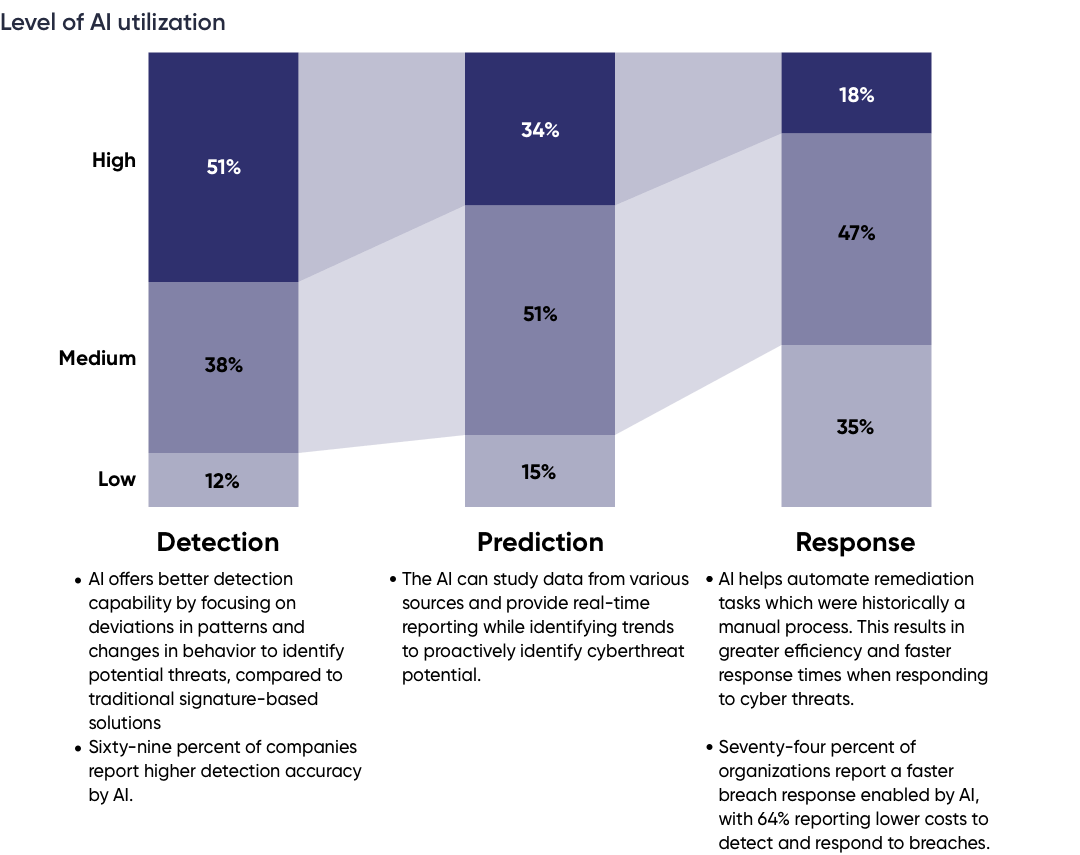 Level of AI utilization
High
51%
34%
18%
Medium
38%
51%
47%
Low
12%
15%
35%
Detection
• AI offers better detection
capability by focusing on
deviations in patterns and
changes in behavior to identify
potential threats, compared to
traditional signature-based
solutions
• Sixty-nine percent of companies
report higher detection accuracy
by AI.
Prediction
• The AI can study data from various
sources and provide real-time
reporting while identifying trends
to proactively identify cyberthreat
potential.
Response
• AI helps automate remediation
tasks which were historically a
manual process. This results in
greater efficiency and faster
response times when responding
to cyber threats.
• Seventy-four percent of
organizations report a faster
breach response enabled by AI,
with 64% reporting lower costs to
detect and respond to breaches.